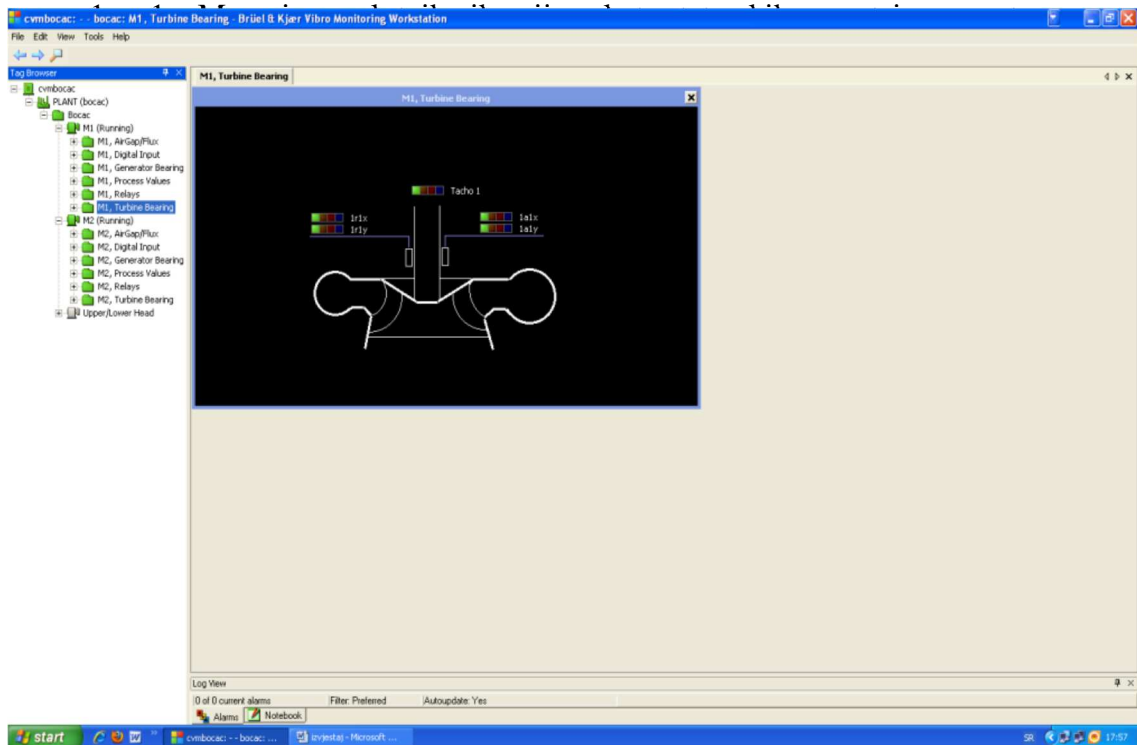 cvmbocac: - - bocac: M1, Turbine Bearing - Brüel & Kjær Vibro Monitoring Workstation
File Edit View Tools Help
Tag Browser
M1, Turbine Bearing
cvmbocac
PLANT (bocac)
Bocac
M1 (Running)
M1, AirGap/Flux
M1, Digital Input
M1, Generator Bearing
M1, Process Values
M1, Relays
M1, Turbine Bearing
M2 (Running)
M2, AirGap/Flux
M2, Digital Input
M2, Generator Bearing
M2, Process Values
M2, Relays
M2, Turbine Bearing
Upper/Lower Head
M1, Turbine Bearing
Tacho 1
1r1x
1r1y
1a1x
1a1y
Log View
0 of 0 current alarms Filter: Preferred Autoupdate: Yes
Alarms Notebook
start cvmbocac: - - bocac: ... izvjestaj - Microsoft ... SR 17:57